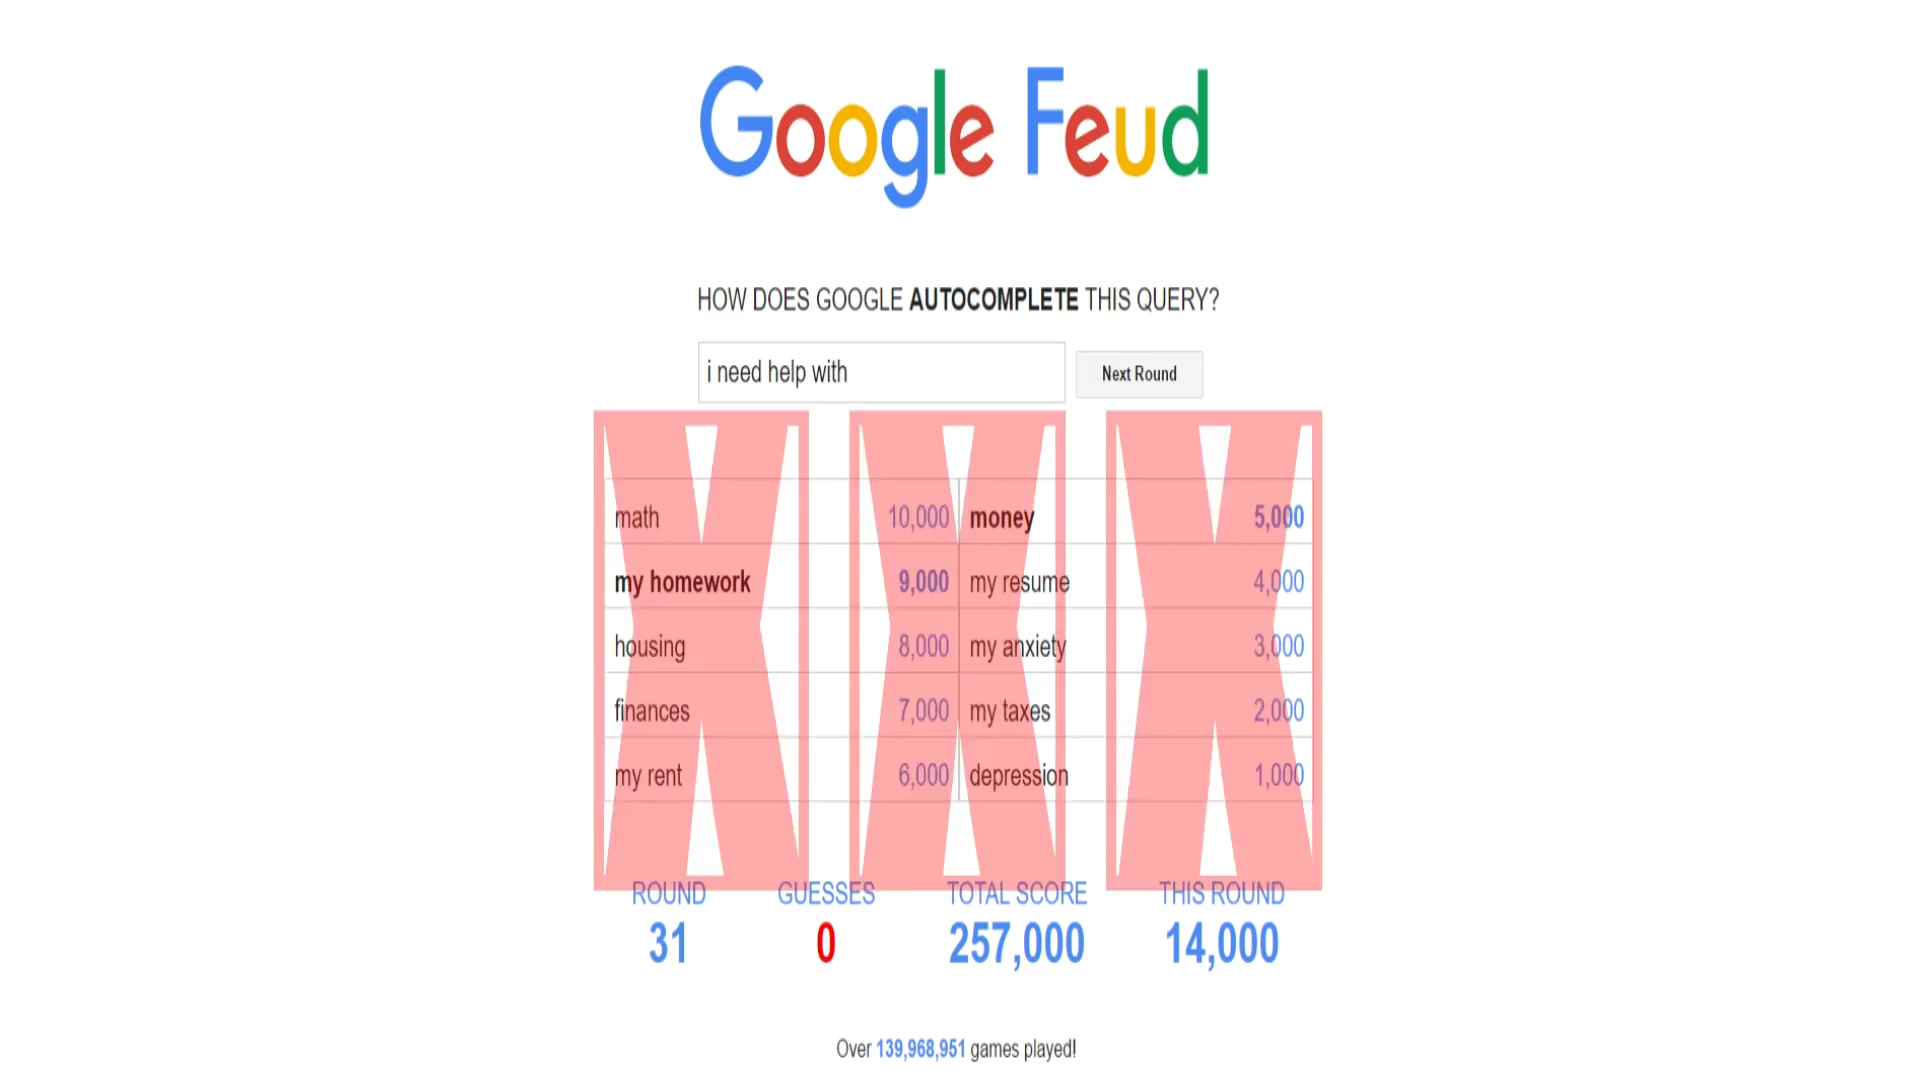 Google Feud
HOW DOES GOOGLE AUTOCOMPLETE THIS QUERY?
i need help with
Next Round
math 10,000 money 5,000
my homework 9,000 my resume 4,000
housing 8,000 my anxiety 3,000
finances 7,000 my taxes 2,000
my rent 6,000 depression 1,000
ROUND GUESSES TOTAL SCORE THIS ROUND
31 0 257,000 14,000
Over 139,968,951 games played!